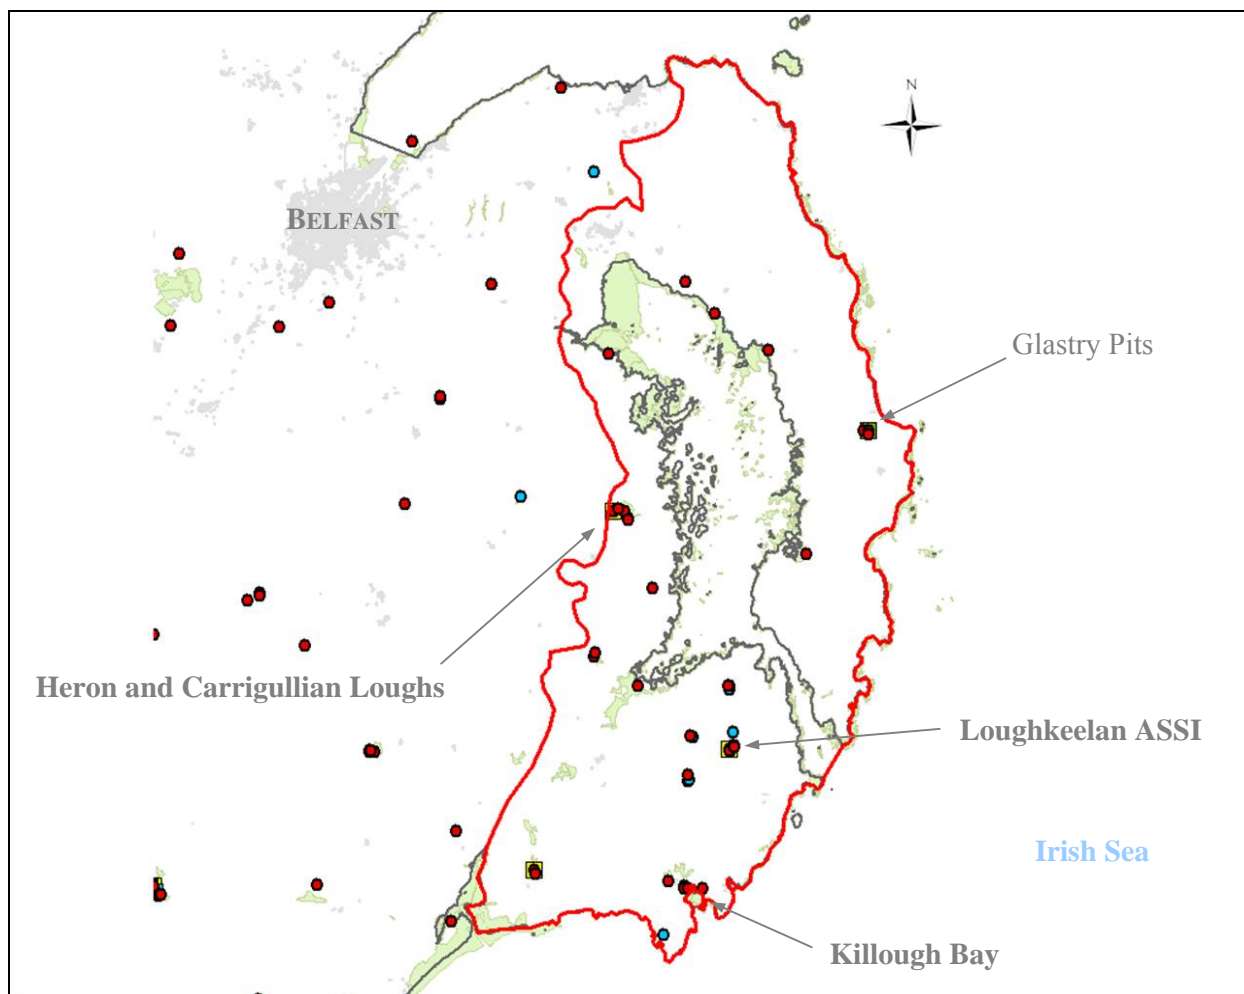 N
BELFAST
Glastry Pits
Heron and Carrigullian Loughs
Loughkeelan ASSI
Irish Sea
Killough Bay